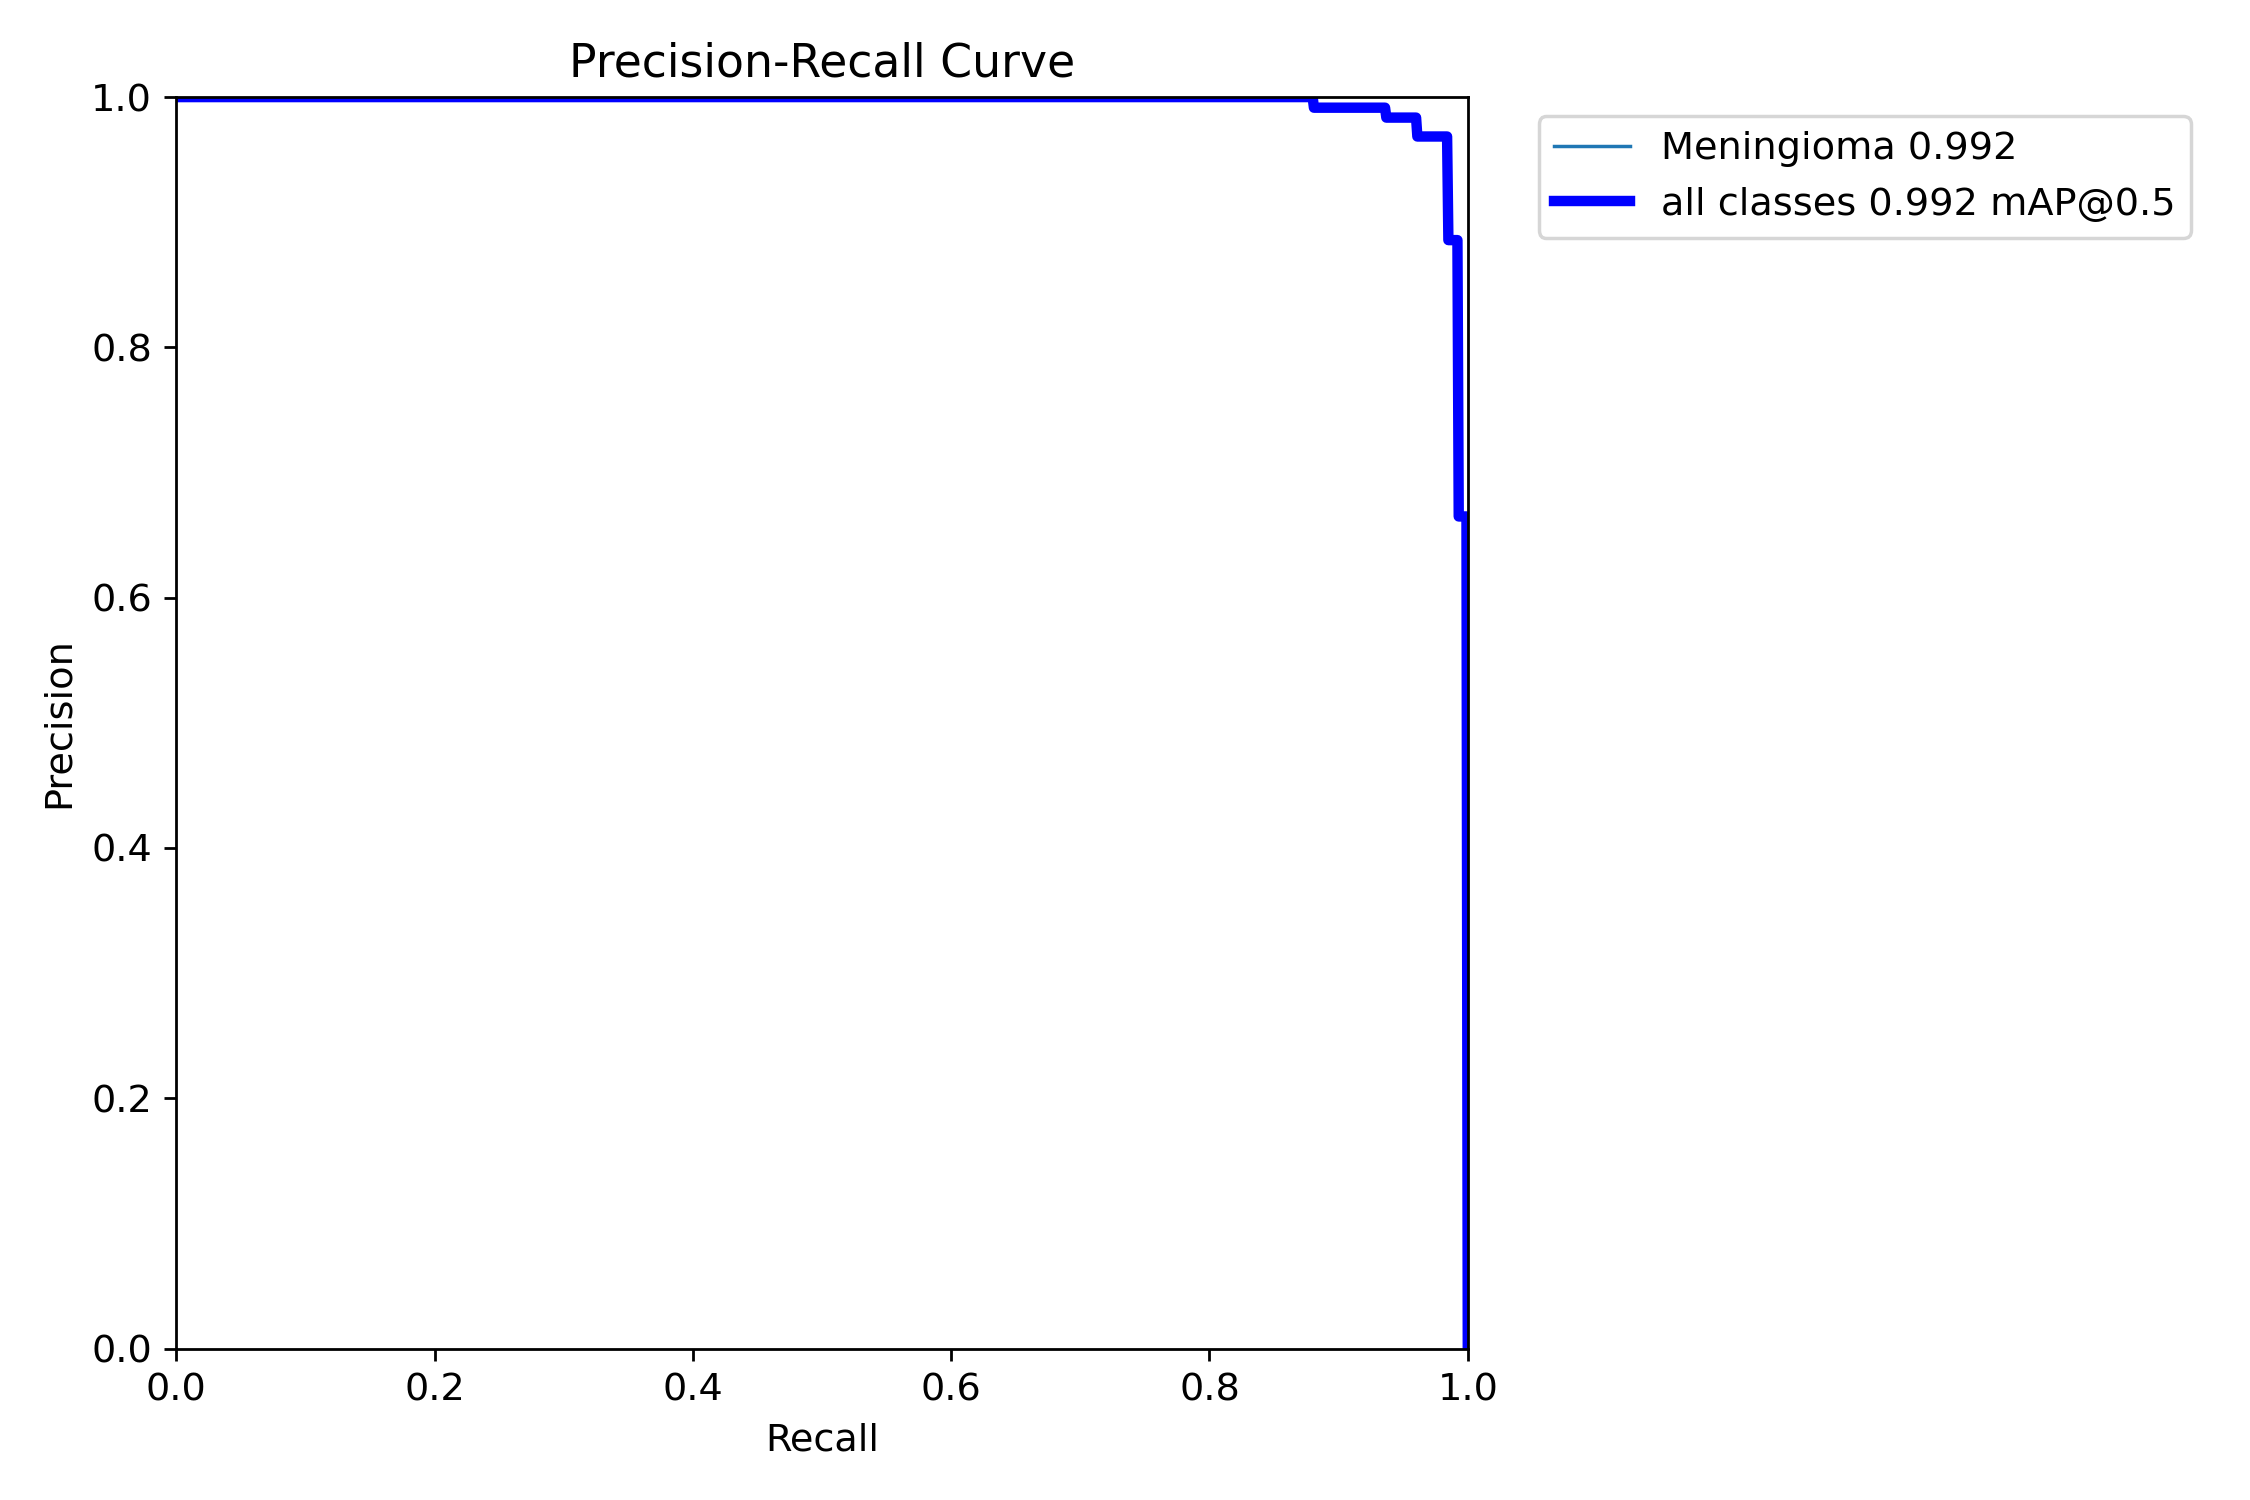 Precision-Recall Curve
Meningioma 0.992
all classes 0.992 mAP@0.5
1.0
0.8
0.6
0.4
0.2
0.0
Precision
0.0 0.2 0.4 0.6 0.8 1.0
Recall